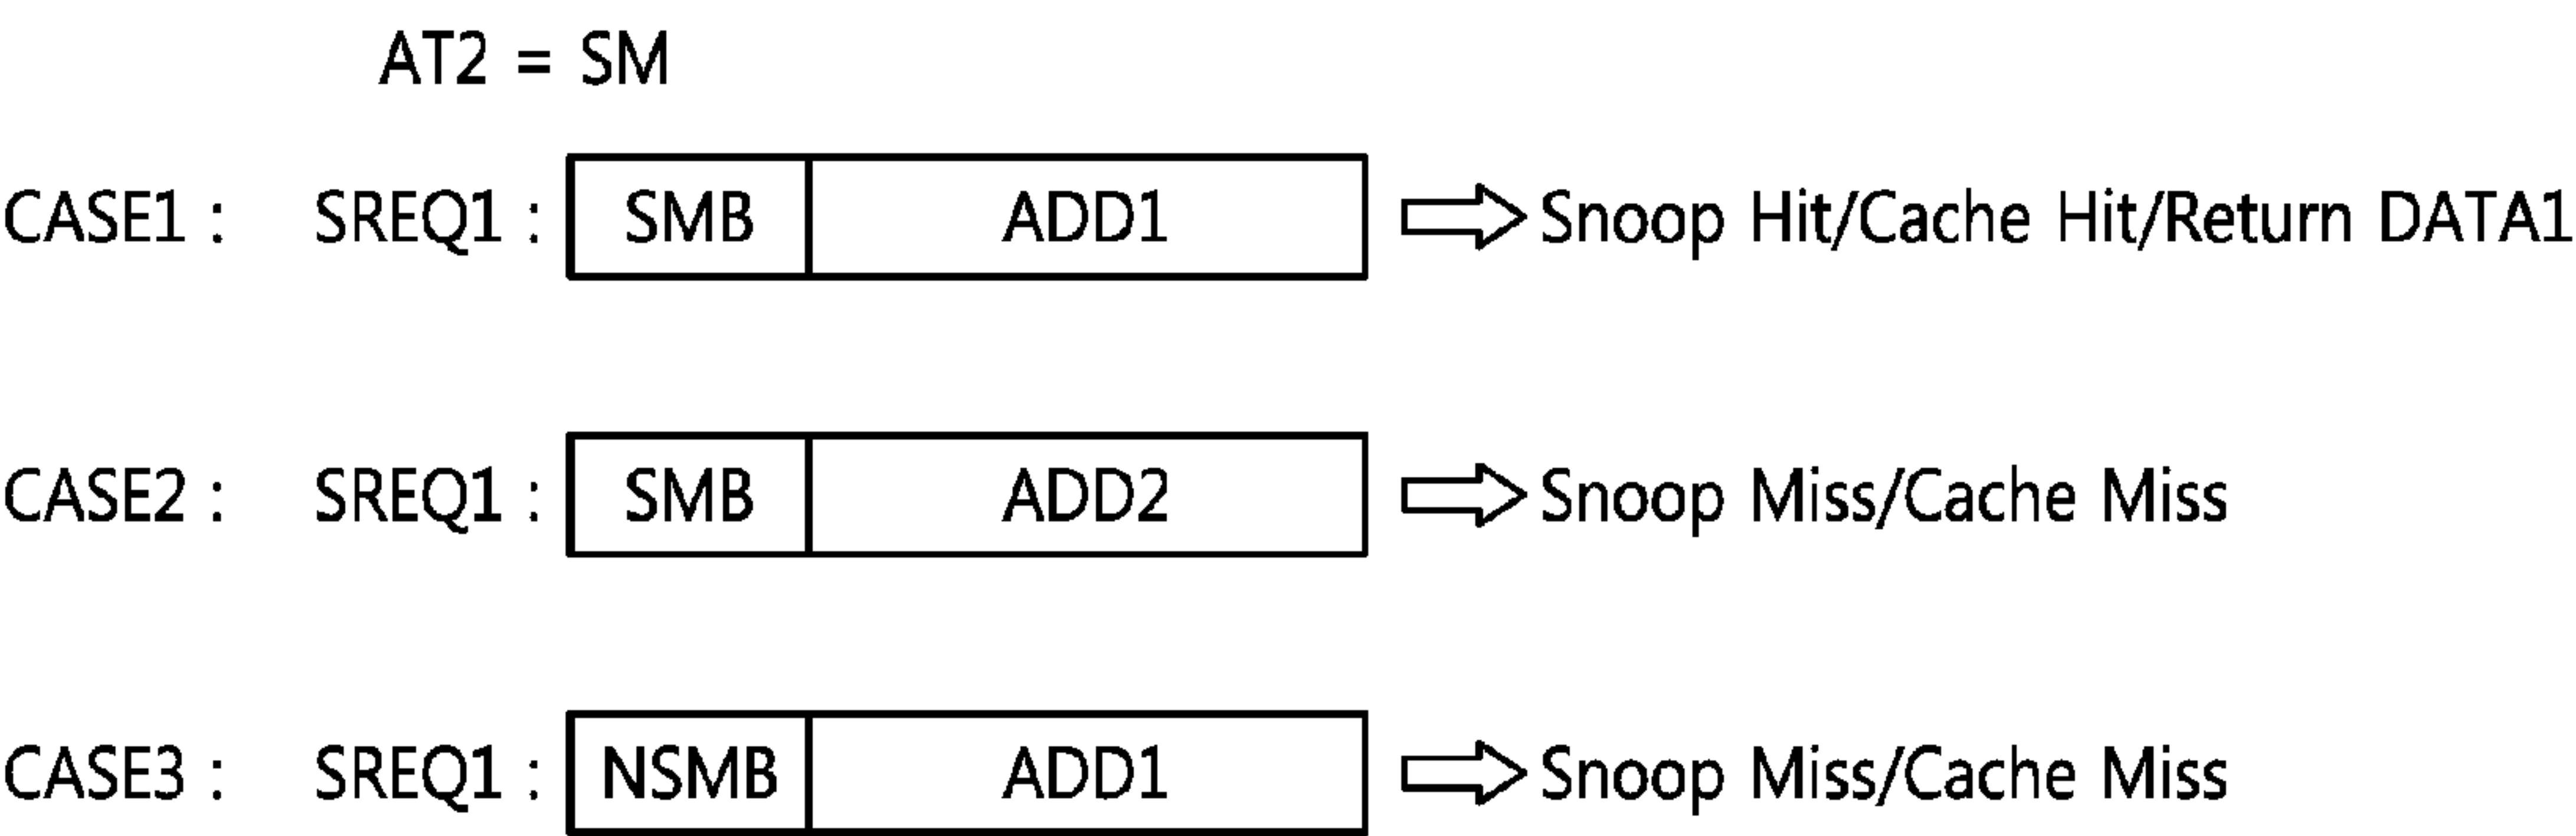 AT2 = SM
CASE1 : SREQ1 : SMB ADD1 Snoop Hit/Cache Hit/Return DATA1
CASE2 : SREQ1 : SMB ADD2 Snoop Miss/Cache Miss
CASE3 : SREQ1 : NSMB ADD1 Snoop Miss/Cache Miss